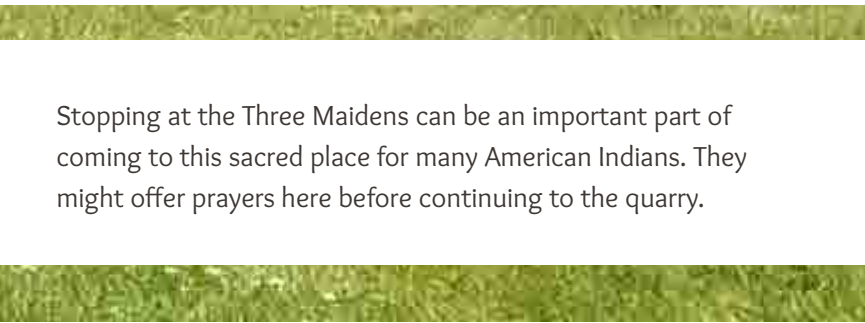 Stopping at the Three Maidens can be an important part of
coming to this sacred place for many American Indians. They
might offer prayers here before continuing to the quarry.